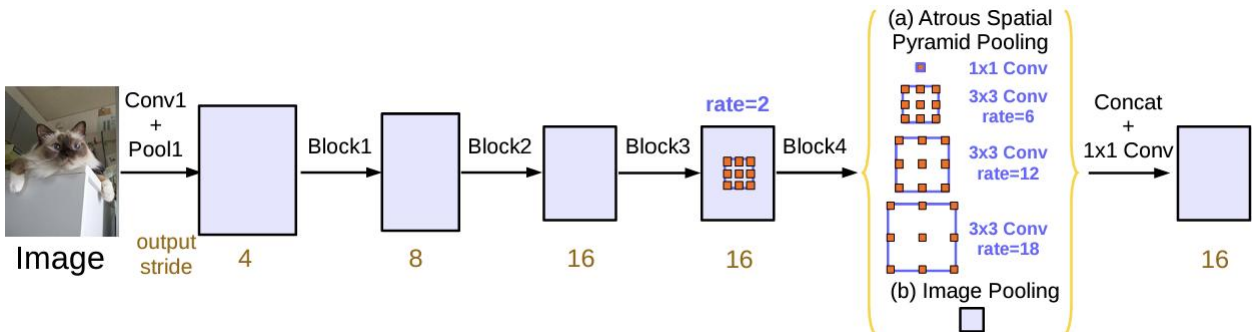 Image
Conv1
+
Pool1
output
stride
4
Block1
8
Block2
16
Block3
rate=2
16
Block4
(a) Atrous Spatial
Pyramid Pooling
1x1 Conv
3x3 Conv
rate=6
3x3 Conv
rate=12
3x3 Conv
rate=18
(b) Image Pooling
Concat
+
1x1 Conv
16